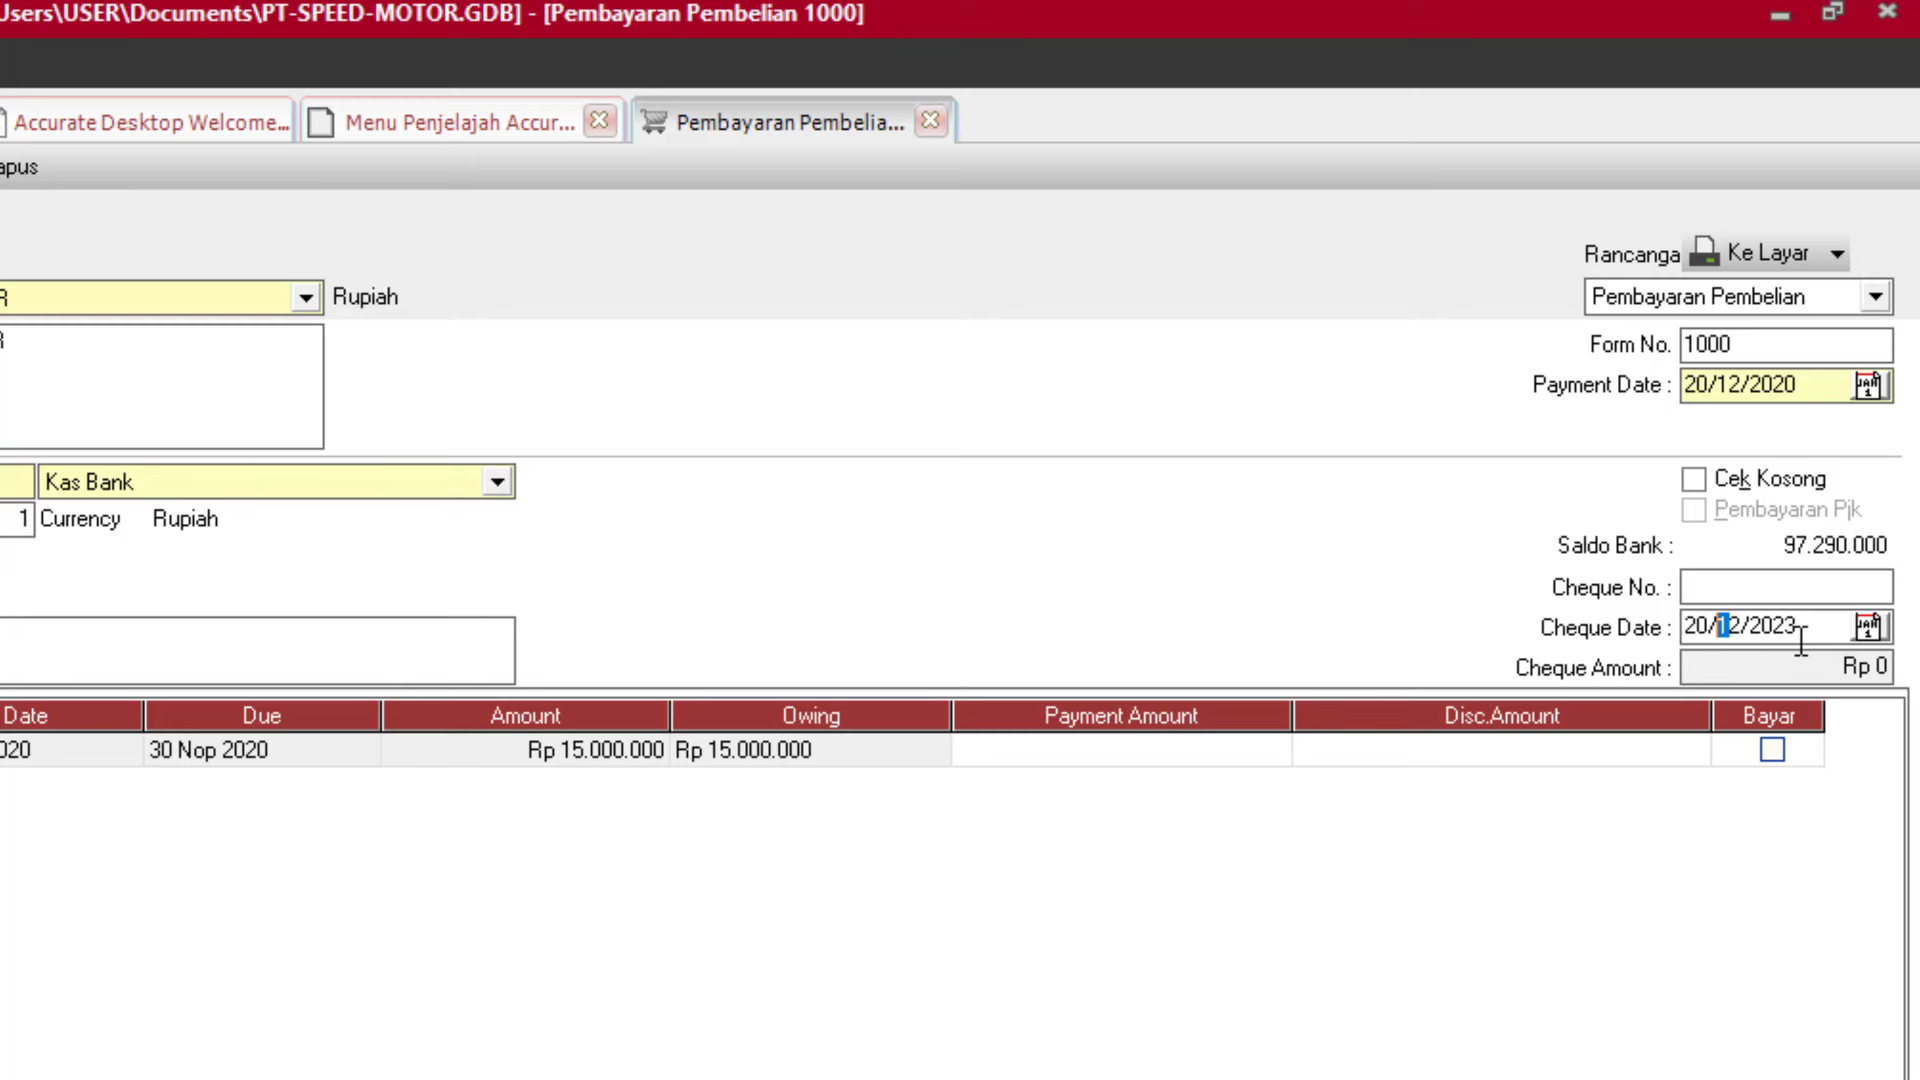 Users\USER\Documents\PT-SPEED-MOTOR.GDB] - [Pembayaran Pembelian 1000]
Accurate Desktop Welcome...
Menu Penjelajah Accur...
Pembayaran Pembelia...
apus
Rancanga
Ke Layar
R
Rupiah
Pembayaran Pembelian
R
Form No.
1000
Payment Date :
20/12/2020
Kas Bank
Cek Kosong
1
Currency
Rupiah
Pembayaran Pjk
Saldo Bank :
97.290.000
Cheque No. :
Cheque Date :
20/12/2023
Cheque Amount :
Rp 0
Date
Due
Amount
Owing
Payment Amount
Disc.Amount
Bayar
020
30 Nop 2020
Rp 15.000.000
Rp 15.000.000